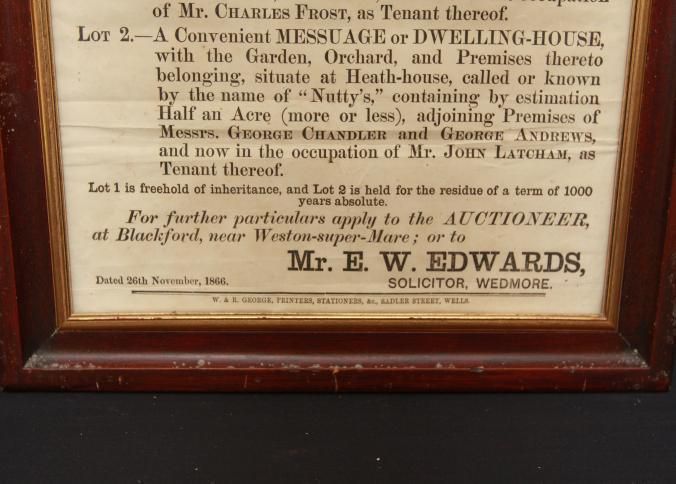 of Mr. CHARLES FROST, as Tenant thereof.
LOT 2.—A Convenient MESSUAGE or DWELLING-HOUSE,
with the Garden, Orchard, and Premises thereto
belonging, situate at Heath-house, called or known
by the name of "Nutty's," containing by estimation
Half an Acre (more or less), adjoining Premises of
Messrs. GEORGE CHANDLER and GEORGE ANDREWS,
and now in the occupation of Mr. JOHN LATCHAM, as
Tenant thereof.
Lot 1 is freehold of inheritance, and Lot 2 is held for the residue of a term of 1000
years absolute.
For further particulars apply to the AUCTIONEER,
at Blackford, near Weston-super-Mare; or to
Mr. E. W. EDWARDS,
Dated 26th November, 1866. SOLICITOR, WEDMORE.
W. & R. GEORGE, PRINTERS, STATIONERS, &c., SADLER STREET, WELLS.